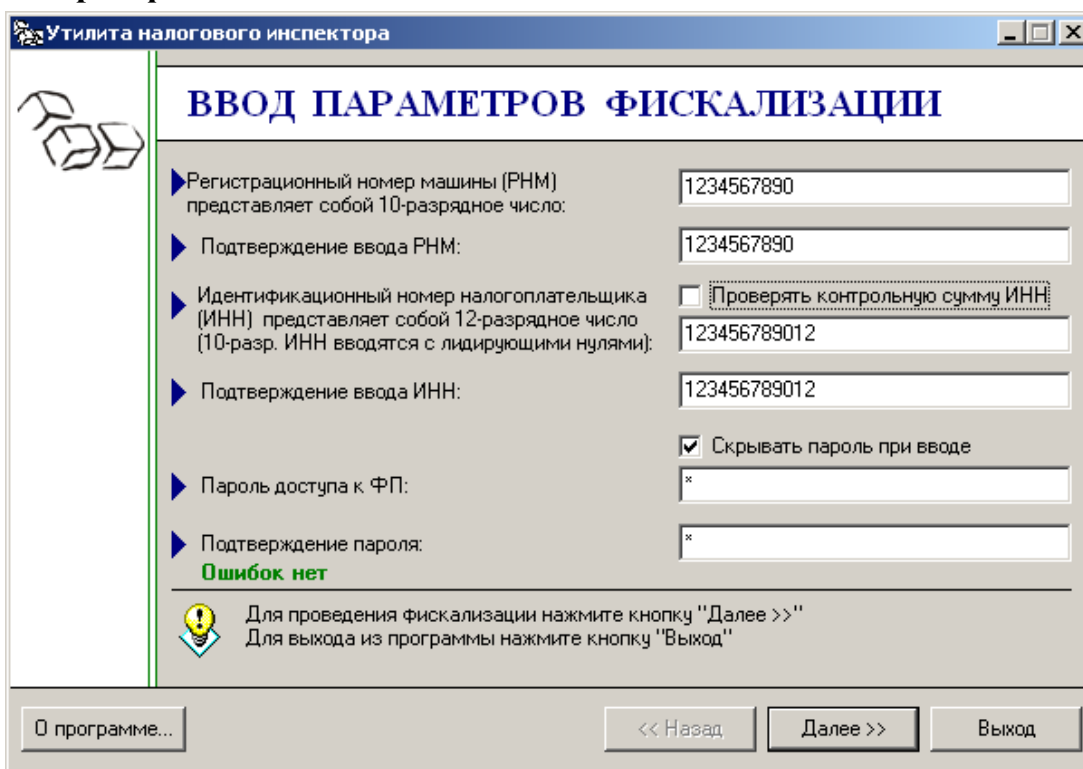 Утилита налогового инспектора
ВВОД ПАРАМЕТРОВ ФИСКАЛИЗАЦИИ
Регистрационный номер машины (РНМ)
представляет собой 10-разрядное число:
1234567890
Подтверждение ввода РНМ:
1234567890
Идентификационный номер налогоплательщика
(ИНН) представляет собой 12-разрядное число
(10-разр. ИНН вводятся с лидирующими нулями):
Проверять контрольную сумму ИНН
123456789012
Подтверждение ввода ИНН:
123456789012
Скрывать пароль при вводе
Пароль доступа к ФП:
*
Подтверждение пароля:
*
Ошибок нет
Для проведения фискализации нажмите кнопку "Далее >>"
Для выхода из программы нажмите кнопку "Выход"
О программе...
<< Назад
Далее >>
Выход